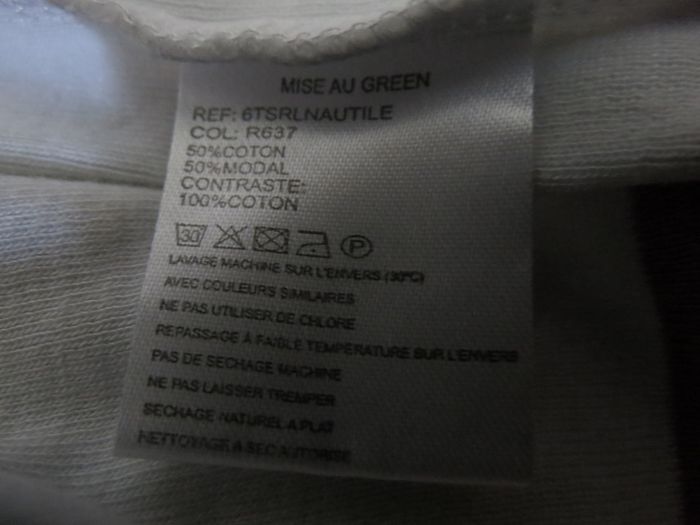 MISE AU GREEN
REF: 6TSRLNAUTILE
COL: R637
50%COTON
50%MODAL
CONTRASTE:
100%COTON
30 P
LAVAGE MACHINE SUR L'ENVERS (30°C)
AVEC COULEURS SIMILAIRES
NE PAS UTILISER DE CHLORE
REPASSAGE A FAIBLE TEMPERATURE SUR L'ENVERS
PAS DE SECHAGE MACHINE
NE PAS LAISSER TREMPER
SECHAGE NATUREL A PLAT
NETTOYAGE A SEC AUTORISE